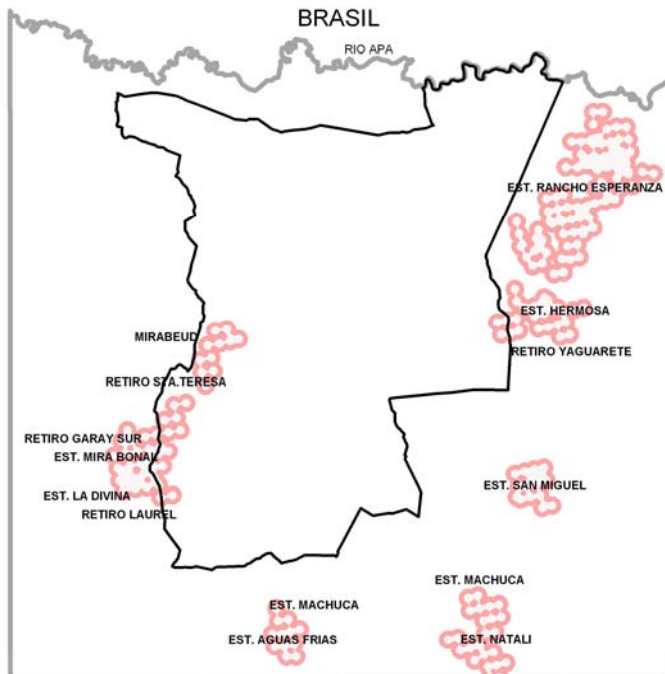 BRASIL
RIO APA
EST. RANCHO ESPERANZA
EST. HERMOSA
MIRABEUD
RETIRO YAGUARETE
RETIRO STA.TERESA
RETIRO GARAY SUR
EST. MIRA BONAL
EST. SAN MIGUEL
EST. LA DIVINA
RETIRO LAUREL
EST. MACHUCA
EST. MACHUCA
EST. AGUAS FRIAS
EST. NATALI